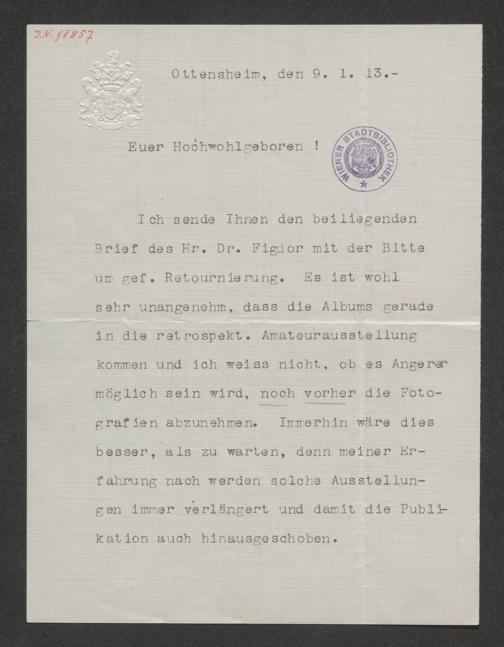 J.N. 41857
Ottensheim, den 9. 1. 13.-
WIENER STADTBIBLIOTHEK
Euer Hochwohlgeboren !
Ich sende Ihnen den beiliegenden
Brief des Hr. Dr. Figdor mit der Bitte
um gef. Retournierung. Es ist wohl
sehr unangenehm, dass die Albums gerade
in die retrospekt. Amateurausstellung
kommen und ich weiss nicht, ob es Angerer
möglich sein wird, noch vorher die Foto-
grafien abzunehmen. Immerhin wäre dies
besser, als zu warten, denn meiner Er-
fahrung nach werden solche Ausstellun-
gen immer verlängert und damit die Publi-
kation auch hinausgeschoben.